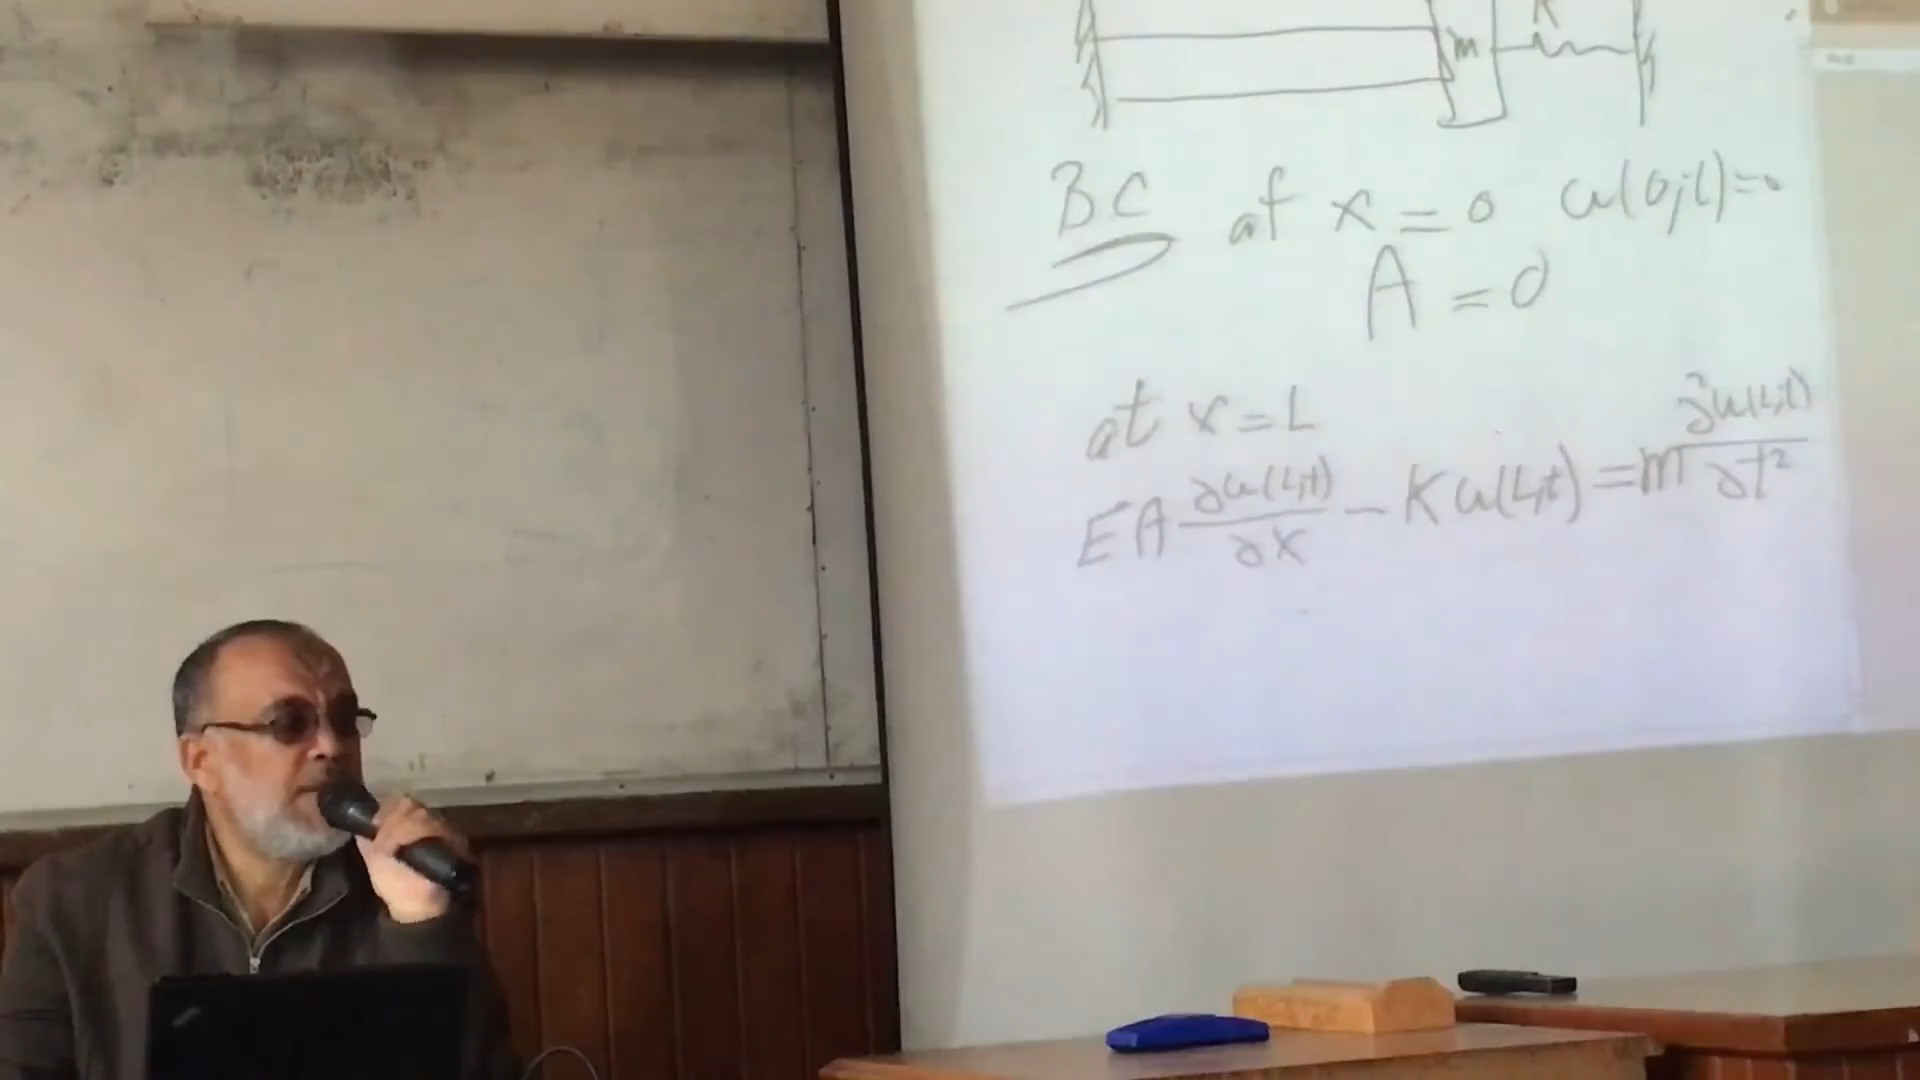 m K
BC at x = 0 u(0,t)=0
A = 0
at x = L
EA ∂u(L,t)/∂x - K u(L,t) = m ∂²u(L,t)/∂t²